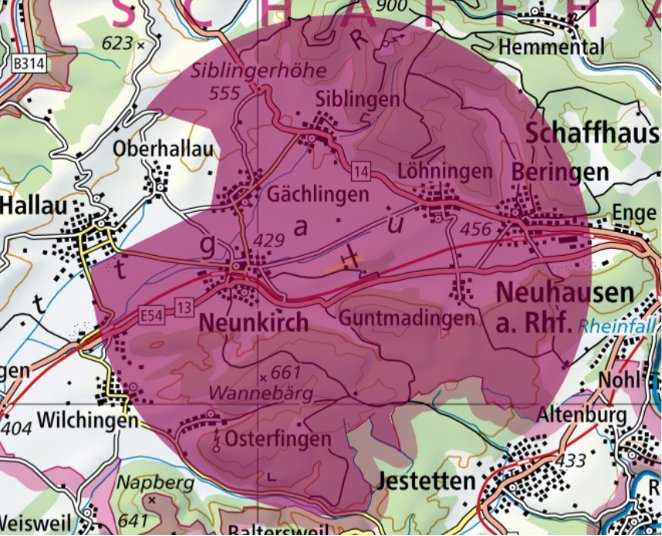 S C H A F F H A
900
623
Hemmental
B314
R
Siblingerhöhe
555
Siblingen
Schaffhaus
Oberhallau
14
Löhningen
Beringen
Hallau
Gächlingen
Enge
a
u
456
g
429
t
H
Neuhausen
a. Rhf.
t
E54
13
Neunkirch
Guntmadingen
Rheinfall
gen
661
Wannebärg
Nohl
404
Wilchingen
Altenburg
Osterfingen
433
Jestetten
Napberg
641
R
Weisweil
Baltersweil